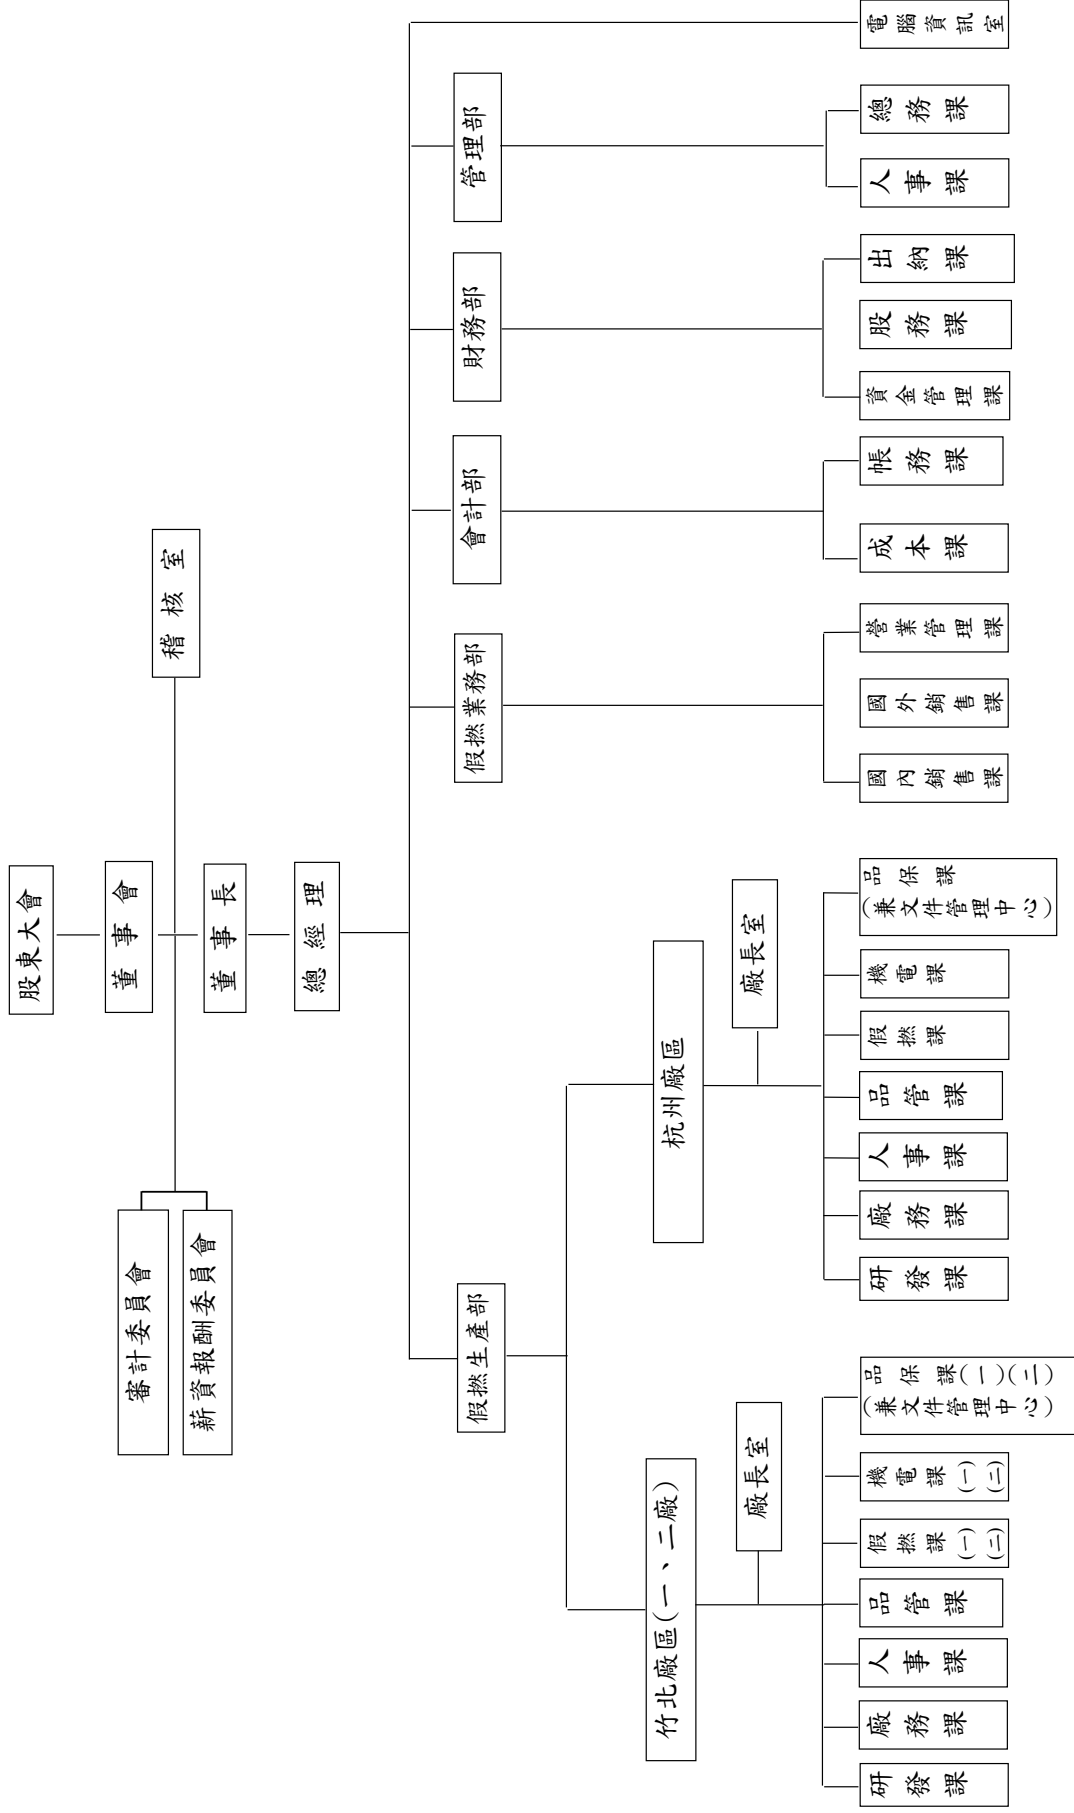 股東大會
董事會
稽核室
審計委員會
薪資報酬委員會
董事長
總經理
假撚生產部
假撚業務部
會計部
財務部
管理部
竹北廠區(一、二廠)
杭州廠區
廠長室
廠長室
研發課
廠務課
人事課
品管課
假撚課(一)(二)
機電課(一)(二)
品保課(一)(二)
(兼文件管理中心)
研發課
廠務課
人事課
品管課
假撚課
機電課
品保課
(兼文件管理中心)
國內銷售課
國外銷售課
營業管理課
成本課
帳務課
資金管理課
股務課
出納課
人事課
總務課
電腦資訊室